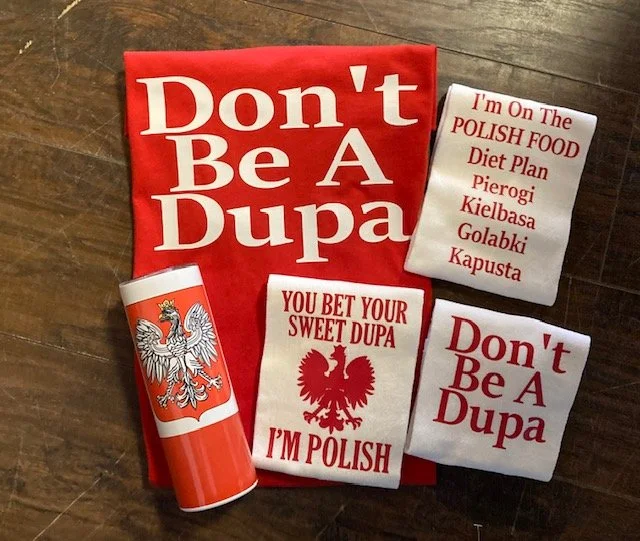 Don't
Be A
Dupa
I'm On The
POLISH FOOD
Diet Plan
Pierogi
Kielbasa
Golabki
Kapusta
YOU BET YOUR
SWEET DUPA
I'M POLISH
Don't
Be A
Dupa